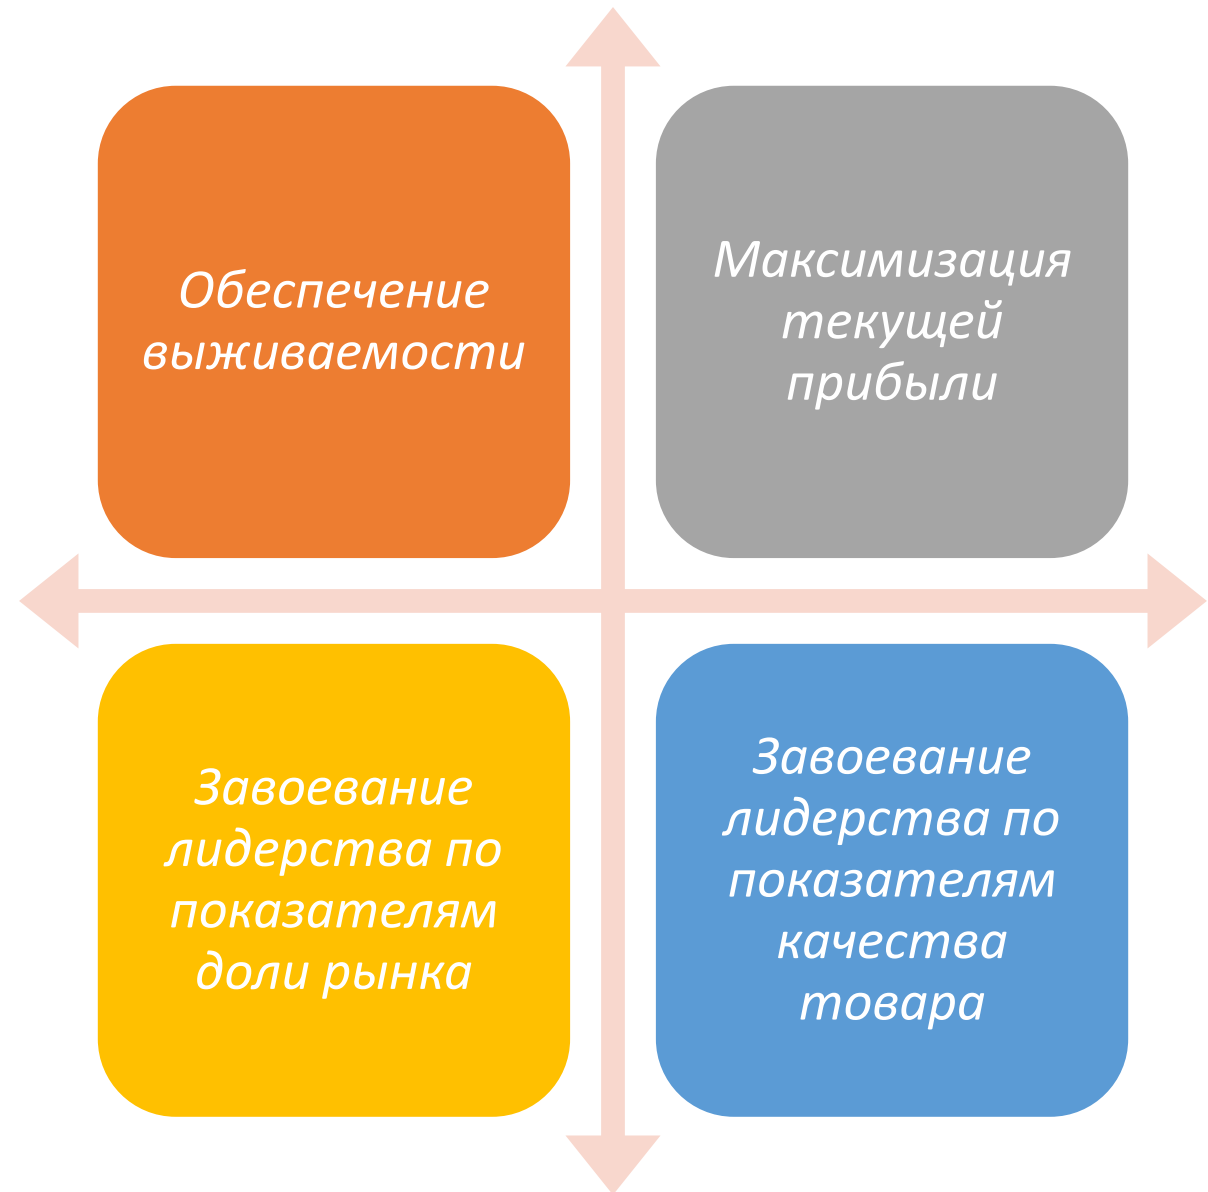 Обеспечение
выживаемости
Максимизация
текущей
прибыли
Завоевание
лидерства по
показателям
доли рынка
Завоевание
лидерства по
показателям
качества
товара